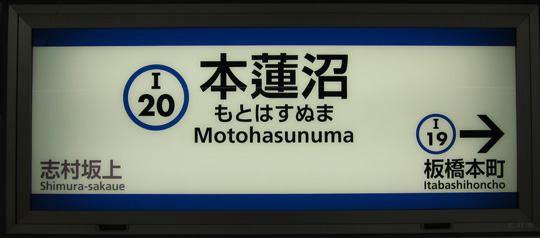 I
20
本蓮沼
もとはすぬま
Motohasunuma
志村坂上
Shimura-sakaue
I
19
板橋本町
Itabashihoncho